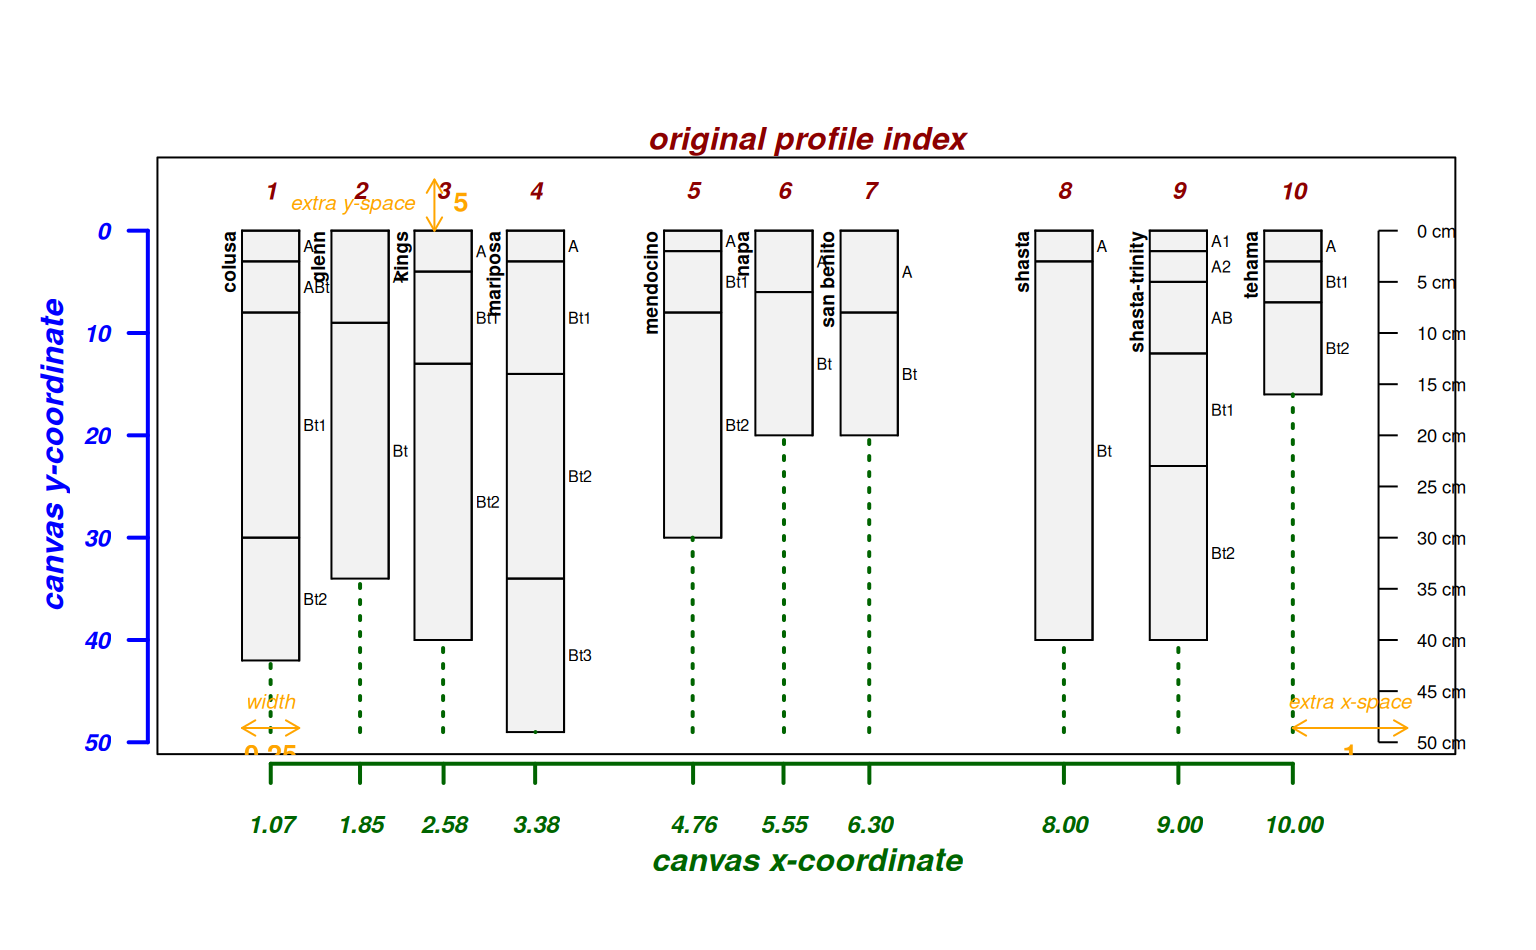 original profile index
1 2 3 4 5 6 7 8 9 10
extra y-space 5
canvas y-coordinate
0
10
20
30
40
50
colusa
A
ABt
Bt1
Bt2
glenn
A
Bt
kings
A
Bt1
Bt2
mariposa
A
Bt1
Bt2
Bt3
mendocino
A
Bt1
Bt2
napa
A
Bt
san benito
A
Bt
shasta
A
Bt
shasta-trinity
A1
A2
AB
Bt1
Bt2
tehama
A
Bt1
Bt2
0 cm
5 cm
10 cm
15 cm
20 cm
25 cm
30 cm
35 cm
40 cm
45 cm
50 cm
width
0.25
extra x-space
1
1.07 1.85 2.58 3.38 4.76 5.55 6.30 8.00 9.00 10.00
canvas x-coordinate